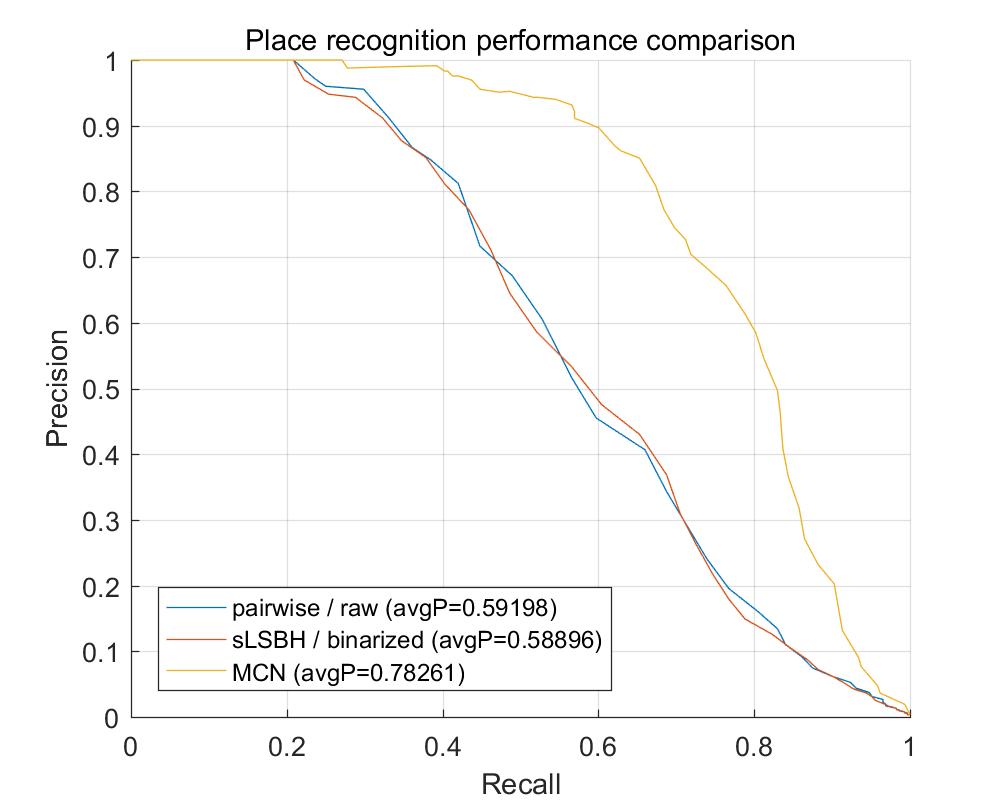 Place recognition performance comparison
1
0.9
0.8
0.7
0.6
0.5
0.4
0.3
0.2
0.1
0
Precision
pairwise / raw (avgP=0.59198)
sLSBH / binarized (avgP=0.58896)
MCN (avgP=0.78261)
0 0.2 0.4 0.6 0.8 1
Recall